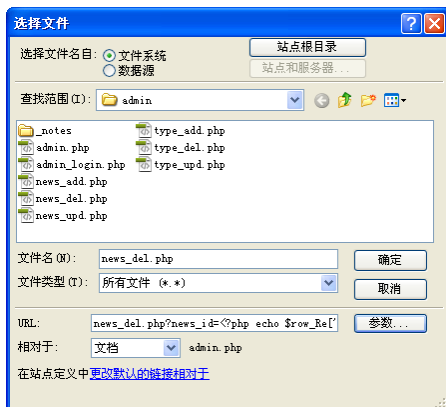 选择文件
选择文件名自: 文件系统 站点根目录
数据源 站点和服务器...
查找范围(I): admin
_notes type_add.php
admin.php type_del.php
admin_login.php type_upd.php
news_add.php
news_del.php
news_upd.php
文件名(N): news_del.php 确定
文件类型(T): 所有文件 (*.*) 取消
URL: news_del.php?news_id=<?php echo $row_Re[' 参数...
相对于: 文档 admin.php
在站点定义中更改默认的链接相对于